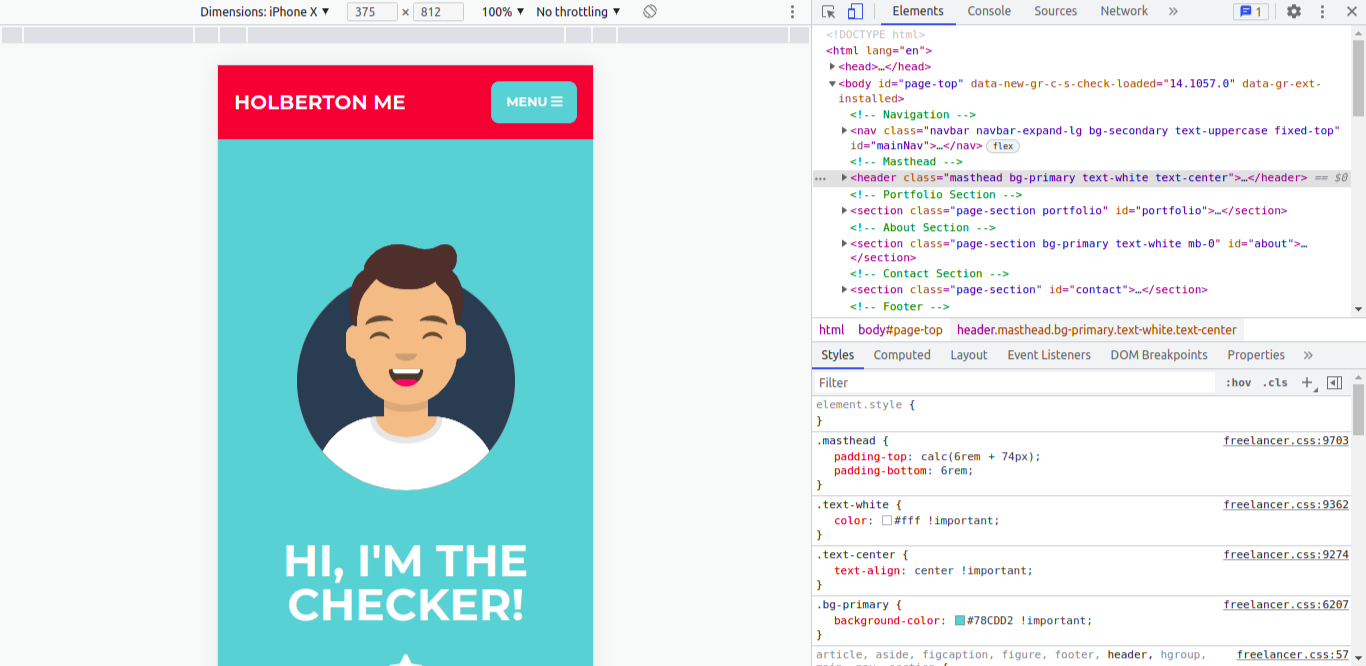 Dimensions: iPhone X ▼ 375 × 812 100% ▼ No throttling ▼
HOLBERTON ME
MENU
HI, I'M THE
CHECKER!
Elements Console Sources Network » 1
<!DOCTYPE html>
<html lang="en">
<head>…</head>
<body id="page-top" data-new-gr-c-s-check-loaded="14.1057.0" data-gr-ext-
installed>
<!-- Navigation -->
<nav class="navbar navbar-expand-lg bg-secondary text-uppercase fixed-top"
id="mainNav">…</nav> flex
<!-- Masthead -->
<header class="masthead bg-primary text-white text-center">…</header> == $0
<!-- Portfolio Section -->
<section class="page-section portfolio" id="portfolio">…</section>
<!-- About Section -->
<section class="page-section bg-primary text-white mb-0" id="about">…
</section>
<!-- Contact Section -->
<section class="page-section" id="contact">…</section>
<!-- Footer -->
html body#page-top header.masthead.bg-primary.text-white.text-center
Styles Computed Layout Event Listeners DOM Breakpoints Properties »
Filter :hov .cls +
element.style {
}
.masthead { freelancer.css:9703
padding-top: calc(6rem + 74px);
padding-bottom: 6rem;
}
.text-white { freelancer.css:9362
color: #fff !important;
}
.text-center { freelancer.css:9274
text-align: center !important;
}
.bg-primary { freelancer.css:6207
background-color: #78CDD2 !important;
}
article, aside, figcaption, figure, footer, header, hgroup, freelancer.css:57